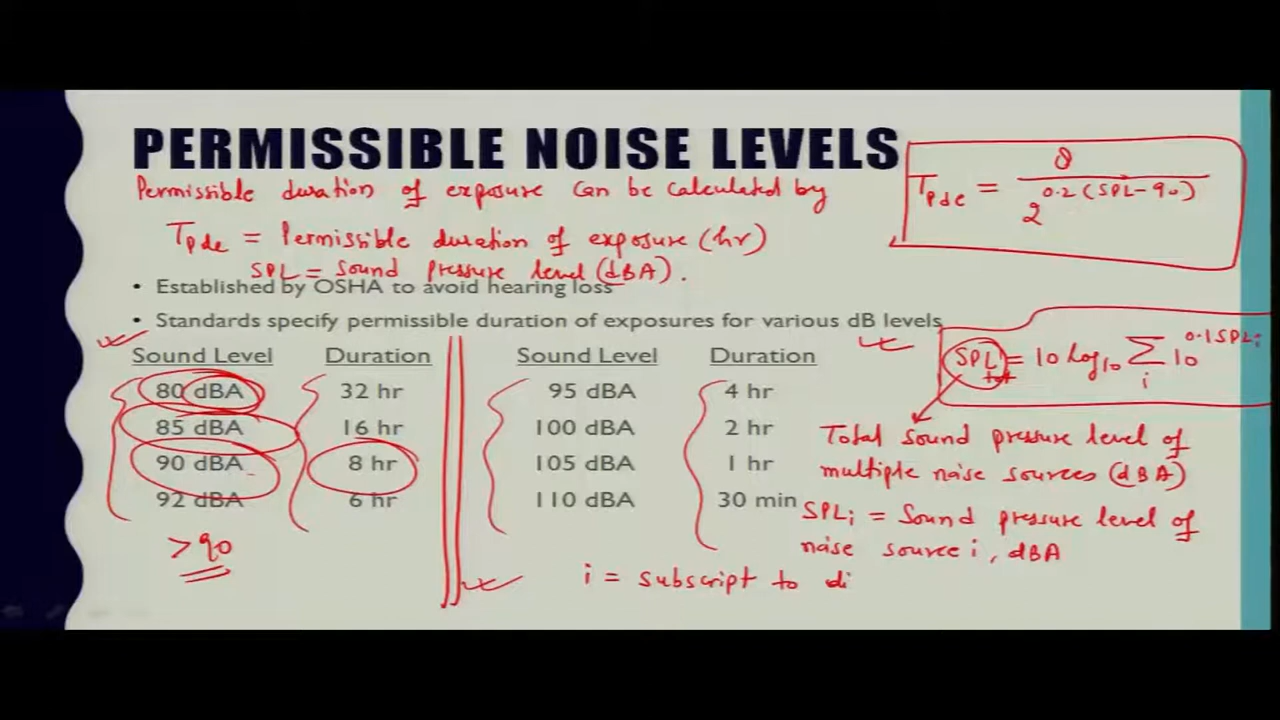 PERMISSIBLE NOISE LEVELS
Permissible duration of exposure can be calculated by
T_pde = 8 / 2^0.2(SPL-90)
T_pde = Permissible duration of exposure (hr)
SPL = Sound pressure level (dBA).
• Established by OSHA to avoid hearing loss
• Standards specify permissible duration of exposures for various dB levels
Sound Level Duration Sound Level Duration
80 dBA 32 hr 95 dBA 4 hr
85 dBA 16 hr 100 dBA 2 hr
90 dBA 8 hr 105 dBA 1 hr
92 dBA 6 hr 110 dBA 30 min
>90
SPL_tot = 10 log₁₀ Σ_i 10^0.1SPLi
Total sound pressure level of
multiple noise sources (dBA)
SPLi = Sound pressure level of
noise source i, dBA
i = subscript to di